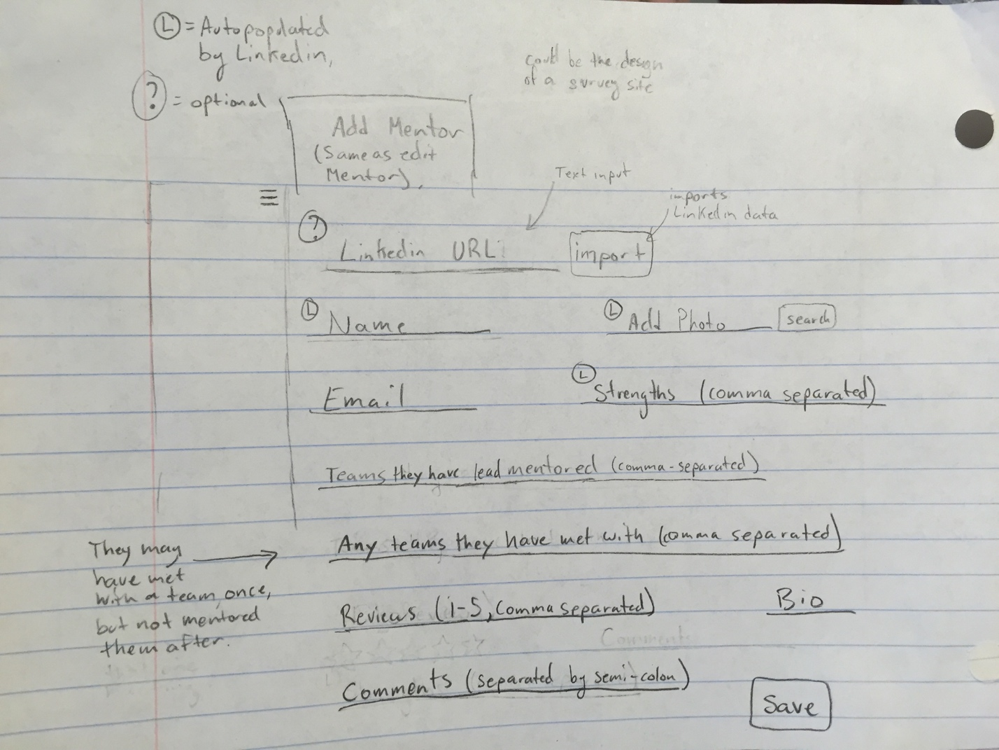 Ⓛ = Autopopulated
by Linkedin,
? = optional
could be the design
of a survey site
Add Mentor
(Same as edit
Mentor).
Text input
imports
Linkedin data
?
Linkedin URL:
import
Ⓛ Name
Ⓛ Add Photo
search
Email
Ⓛ Strengths (comma separated)
Teams they have lead mentored (comma-separated)
They may
have met
with a team once,
but not mentored
them after.
Any teams they have met with (comma separated)
Reviews (1-5, comma separated)
Bio
Comments
Comments (separated by semi-colon)
Save